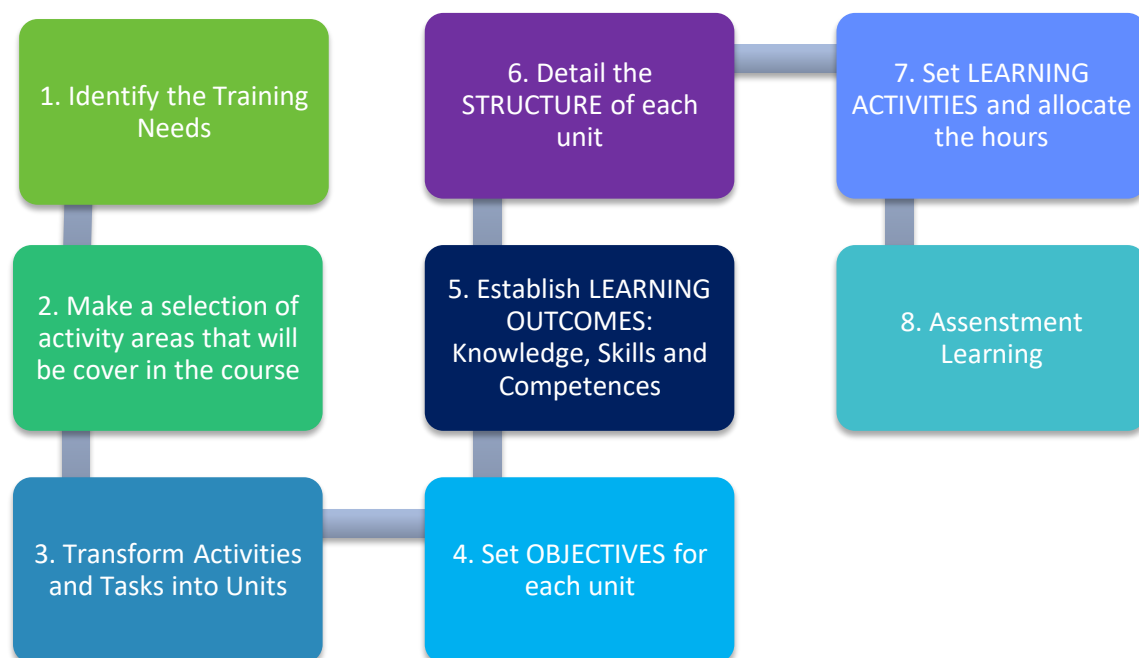 1. Identify the Training
Needs
2. Make a selection of
activity areas that will
be cover in the course
3. Transform Activities
and Tasks into Units
4. Set OBJECTIVES for
each unit
5. Establish LEARNING
OUTCOMES:
Knowledge, Skills and
Competences
6. Detail the
STRUCTURE of each
unit
7. Set LEARNING
ACTIVITIES and allocate
the hours
8. Assenstment
Learning